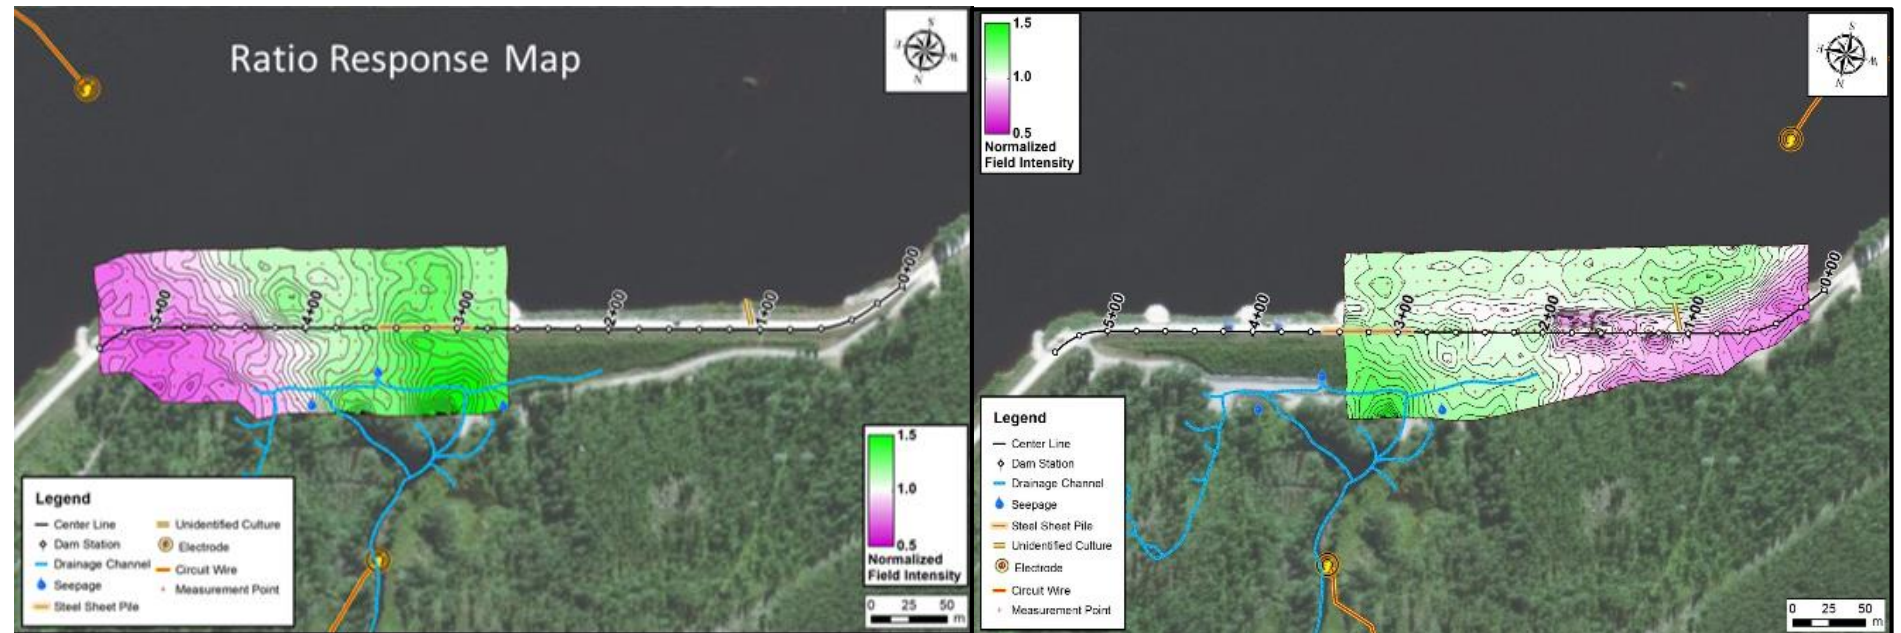 Ratio Response Map
S
E
W
N
5+00
4+00
3+00
2+00
1+00
0+00
Legend
Center Line
Dam Station
Drainage Channel
Seepage
Steel Sheet Pile
Unidentified Culture
Electrode
Circuit Wire
Measurement Point
1.5
1.0
0.5
Normalized
Field Intensity
0 25 50
m
1.5
1.0
0.5
Normalized
Field Intensity
S
E
W
N
5+00
4+00
3+00
2+00
1+00
0+00
Legend
Center Line
Dam Station
Drainage Channel
Seepage
Steel Sheet Pile
Unidentified Culture
Electrode
Circuit Wire
Measurement Point
0 25 50
m